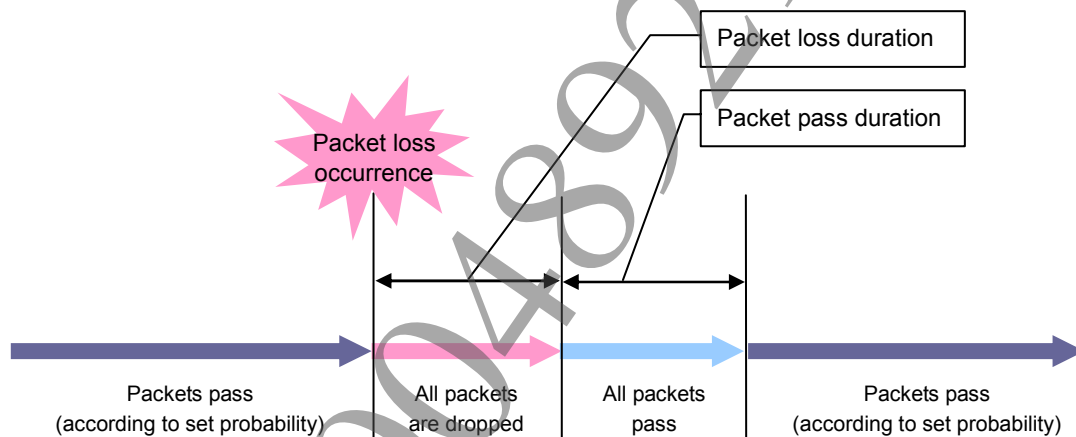 Packet loss duration
Packet pass duration
Packet loss
occurrence
Packets pass
(according to set probability)
All packets
are dropped
All packets
pass
Packets pass
(according to set probability)